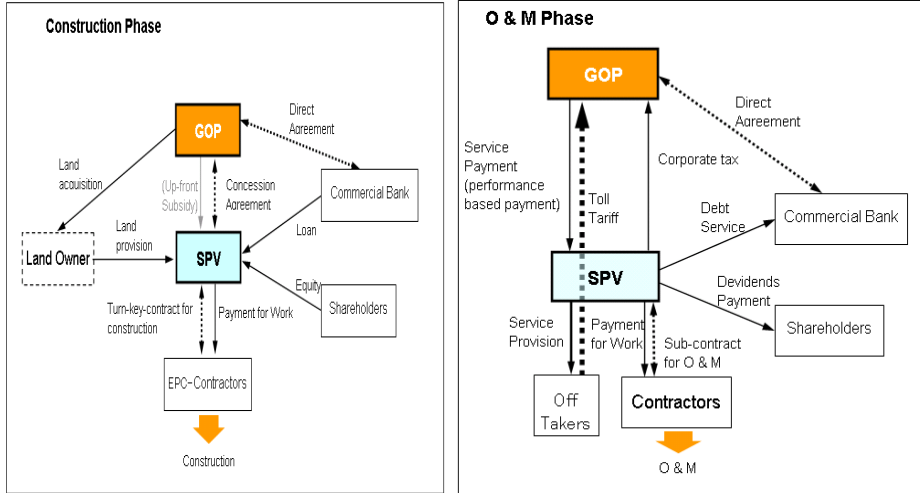 Construction Phase
GOP
Direct
Agreement
Land
acquisition
(Up-front
Subsidy)
Concession
Agreement
Commercial Bank
Land
provision
Loan
Land Owner
SPV
Equity
Shareholders
Turn-key-contract for
construction
Payment for Work
EPC-Contractors
Construction
O & M Phase
GOP
Direct
Agreement
Service
Payment
(performance
based payment)
Corporate tax
Toll
Tariff
Debt
Service
Commercial Bank
SPV
Devidends
Payment
Shareholders
Service
Provision
Payment
for Work
Sub-contract
for O & M
Off
Takers
Contractors
O & M